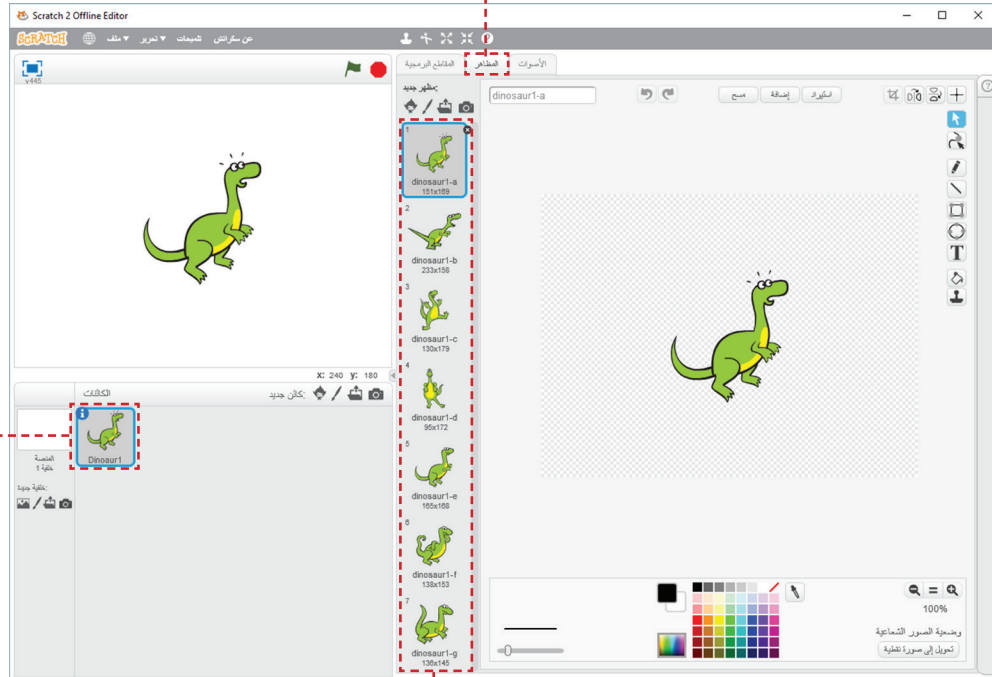 Scratch 2 Offline Editor
SCRATCH ملف ▼ تحرير ▼ تلميحات عن سكراتش
v445
المقاطع البرمجية المظاهر الأصوات
مظهر جديد:
1
dinosaur1-a
151x169
2
dinosaur1-b
233x158
3
dinosaur1-c
130x179
4
dinosaur1-d
95x172
5
dinosaur1-e
165x168
6
dinosaur1-f
138x153
7
dinosaur1-g
136x145
dinosaur1-a
مسح إضافة استيراد
T
100%
وضعية الصور الشعاعية
تحويل إلى صورة نقطية
x: 240 y: 180
الكائنات كائن جديد:
Dinosaur1
المنصة
خلفية 1
خلفية جديدة: